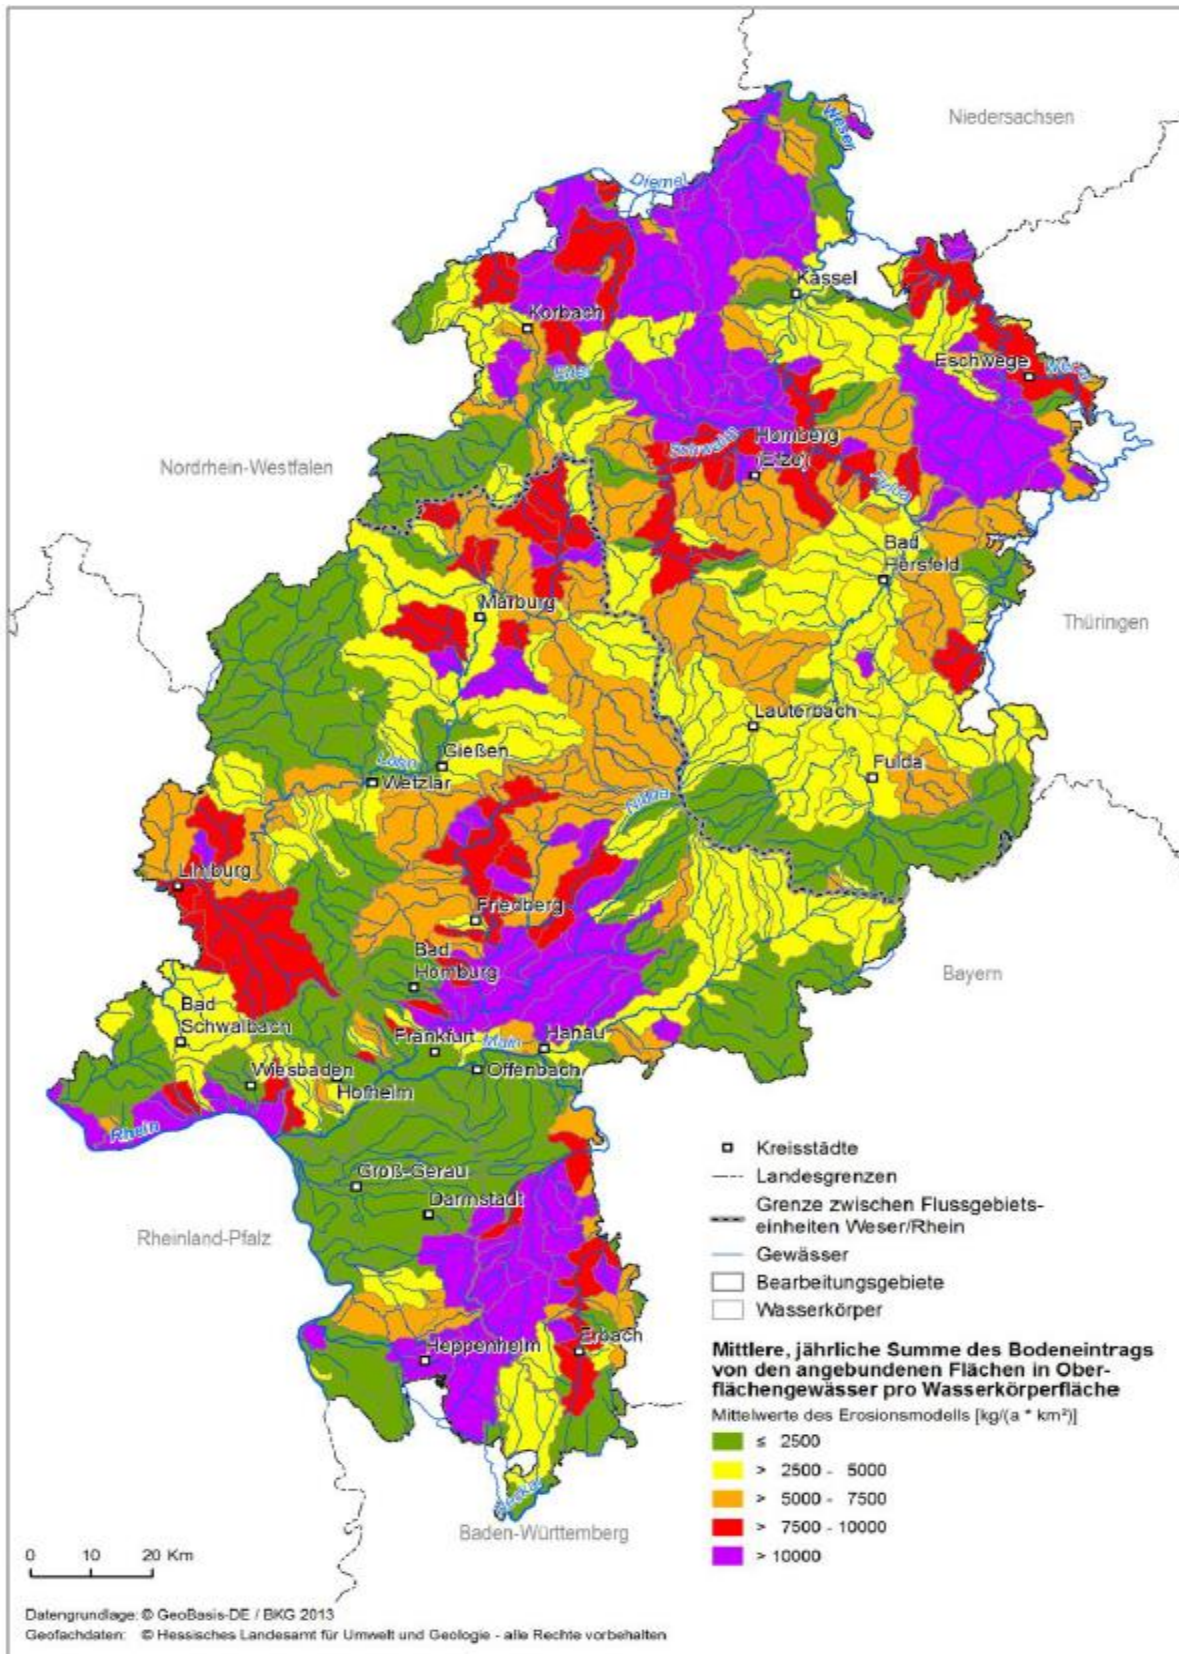 Niedersachsen
Weser
Diemel
Kassel
Korbach
Eschwege
Werra
Eder
Schwalm
Homberg
(Efze)
Nordrhein-Westfalen
Fulda
Bad
Hersfeld
Marburg
Thüringen
Lauterbach
Gießen
Lahn
Wetzlar
Fulda
Nidda
Limburg
Friedberg
Bad
Homburg
Bayern
Bad
Schwalbach
Frankfurt
Main
Hanau
Wiesbaden
Offenbach
Hofheim
Rhein
Groß-Gerau
Darmstadt
Rheinland-Pfalz
Heppenheim
Erbach
Neckar
Baden-Württemberg
Kreisstädte
Landesgrenzen
Grenze zwischen Flussgebiets-
einheiten Weser/Rhein
Gewässer
Bearbeitungsgebiete
Wasserkörper
Mittlere, jährliche Summe des Bodeneintrags
von den angebundenen Flächen in Ober-
flächengewässer pro Wasserkörperfläche
Mittelwerte des Erosionsmodells [kg/(a * km²)]
≤ 2500
> 2500 - 5000
> 5000 - 7500
> 7500 - 10000
> 10000
0 10 20 Km
Datengrundlage: © GeoBasis-DE / BKG 2013
Geofachdaten: © Hessisches Landesamt für Umwelt und Geologie - alle Rechte vorbehalten